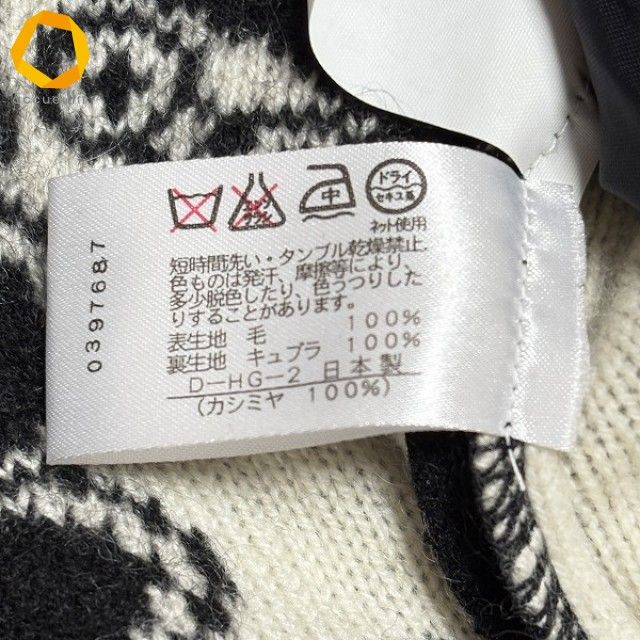 ドライ
セキユ系
ネット使用
短時間洗い・タンブル乾燥禁止
色ものは発汗、摩擦等により
多少脱色したり、色うつりした
りすることがあります。
表生地 毛 100%
裏生地 キュプラ 100%
D-HG-2 日本製
(カシミヤ 100%)
0397687